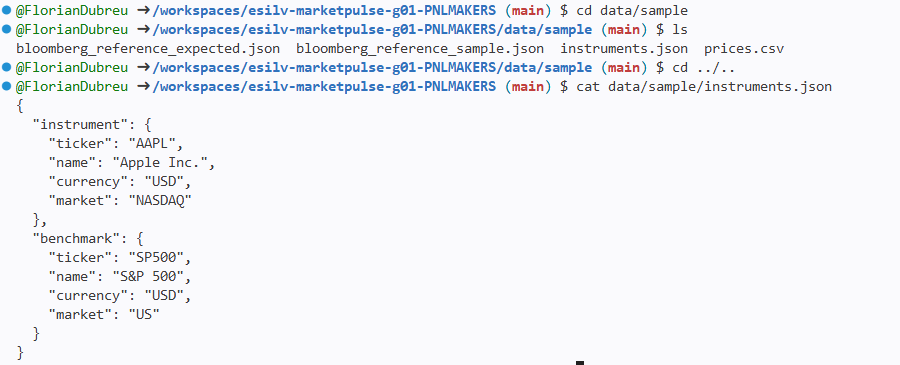 @FlorianDubreu ➜/workspaces/esilv-marketpulse-g01-PNLMAKERS (main) $ cd data/sample
@FlorianDubreu ➜/workspaces/esilv-marketpulse-g01-PNLMAKERS/data/sample (main) $ ls
bloomberg_reference_expected.json  bloomberg_reference_sample.json  instruments.json  prices.csv
@FlorianDubreu ➜/workspaces/esilv-marketpulse-g01-PNLMAKERS/data/sample (main) $ cd ../..
@FlorianDubreu ➜/workspaces/esilv-marketpulse-g01-PNLMAKERS (main) $ cat data/sample/instruments.json
{
  "instrument": {
    "ticker": "AAPL",
    "name": "Apple Inc.",
    "currency": "USD",
    "market": "NASDAQ"
  },
  "benchmark": {
    "ticker": "SP500",
    "name": "S&P 500",
    "currency": "USD",
    "market": "US"
  }
}